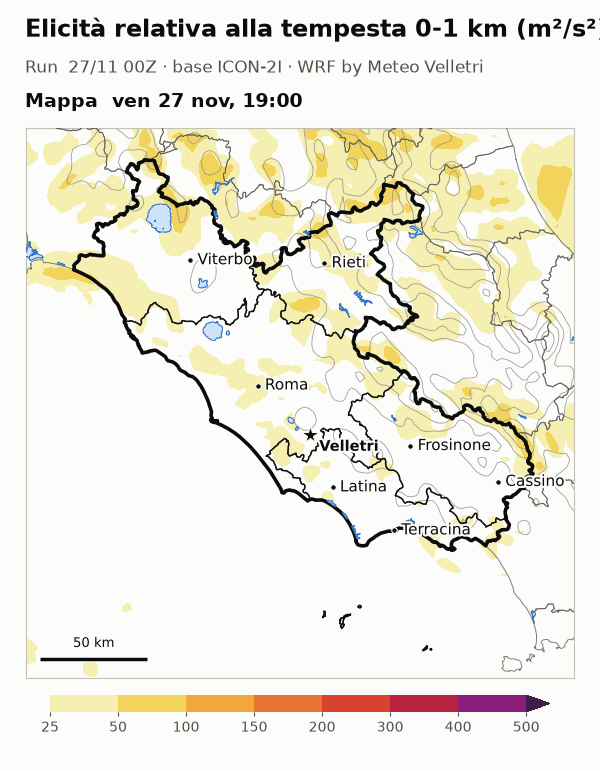 Elicità relativa alla tempesta 0-1 km (m²/s²)
Run 27/11 00Z · base ICON-2I · WRF by Meteo Velletri
Mappa ven 27 nov, 19:00
Viterbo
Rieti
Roma
Velletri
Frosinone
Latina
Cassino
Terracina
50 km
25 50 100 150 200 300 400 500